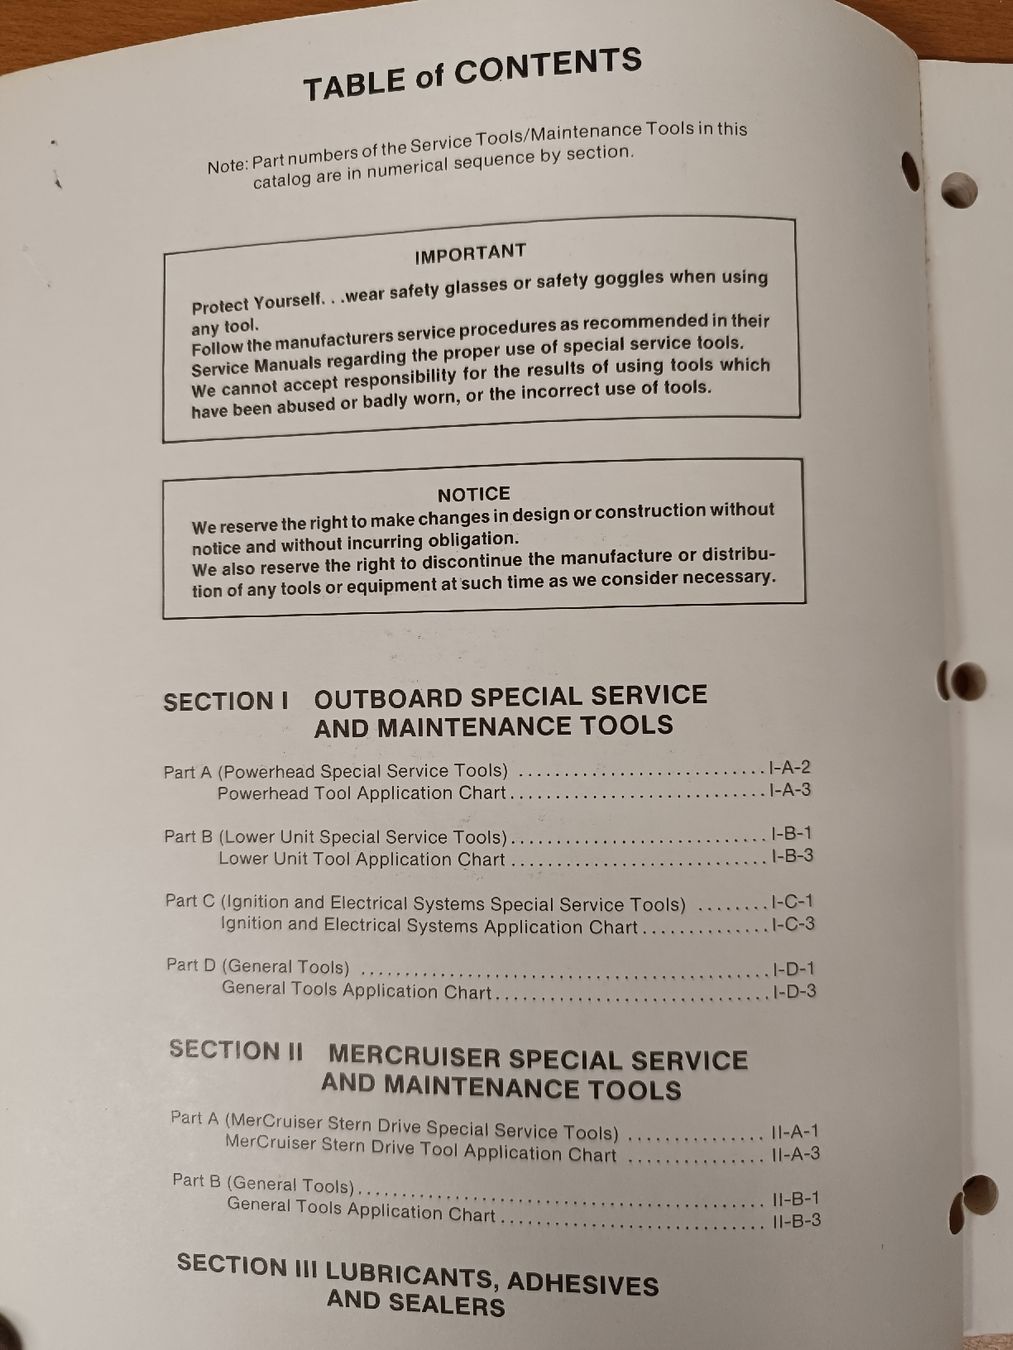 TABLE of CONTENTS
Note: Part numbers of the Service Tools/Maintenance Tools in this
catalog are in numerical sequence by section.
IMPORTANT
Protect Yourself. . .wear safety glasses or safety goggles when using
any tool.
Follow the manufacturers service procedures as recommended in their
Service Manuals regarding the proper use of special service tools.
We cannot accept responsibility for the results of using tools which
have been abused or badly worn, or the incorrect use of tools.
NOTICE
We reserve the right to make changes in design or construction without
notice and without incurring obligation.
We also reserve the right to discontinue the manufacture or distribu-
tion of any tools or equipment at such time as we consider necessary.
SECTION I OUTBOARD SPECIAL SERVICE
AND MAINTENANCE TOOLS
Part A (Powerhead Special Service Tools) ........................... I-A-2
Powerhead Tool Application Chart............................ I-A-3
Part B (Lower Unit Special Service Tools)............................ I-B-1
Lower Unit Tool Application Chart............................ I-B-3
Part C (Ignition and Electrical Systems Special Service Tools) ........ I-C-1
Ignition and Electrical Systems Application Chart.............. I-C-3
Part D (General Tools) ............................................. I-D-1
General Tools Application Chart.............................. I-D-3
SECTION II MERCRUISER SPECIAL SERVICE
AND MAINTENANCE TOOLS
Part A (MerCruiser Stern Drive Special Service Tools) ............... II-A-1
MerCruiser Stern Drive Tool Application Chart ............... II-A-3
Part B (General Tools)............................................. II-B-1
General Tools Application Chart............................. II-B-3
SECTION III LUBRICANTS, ADHESIVES
AND SEALERS